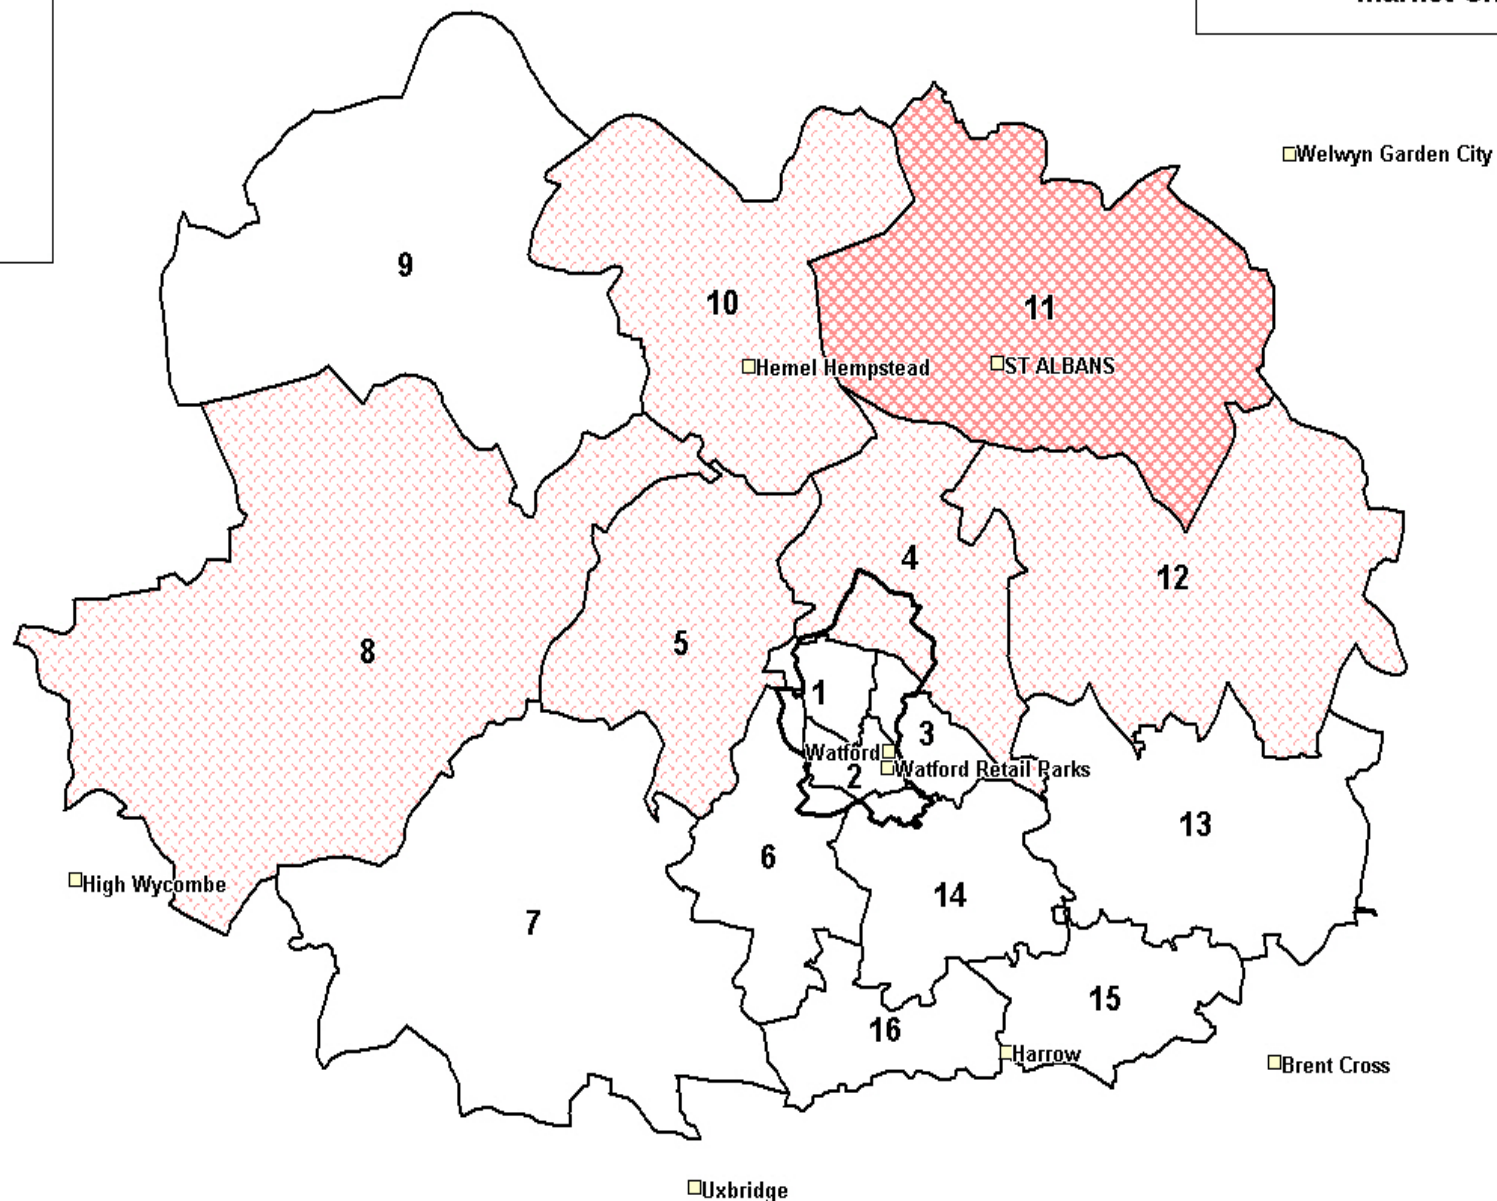 Welwyn Garden City
9
10
11
Hemel Hempstead
ST ALBANS
4
12
5
8
1
3
Watford
2
Watford Retail Parks
13
6
High Wycombe
14
7
15
16
Harrow
Brent Cross
Uxbridge